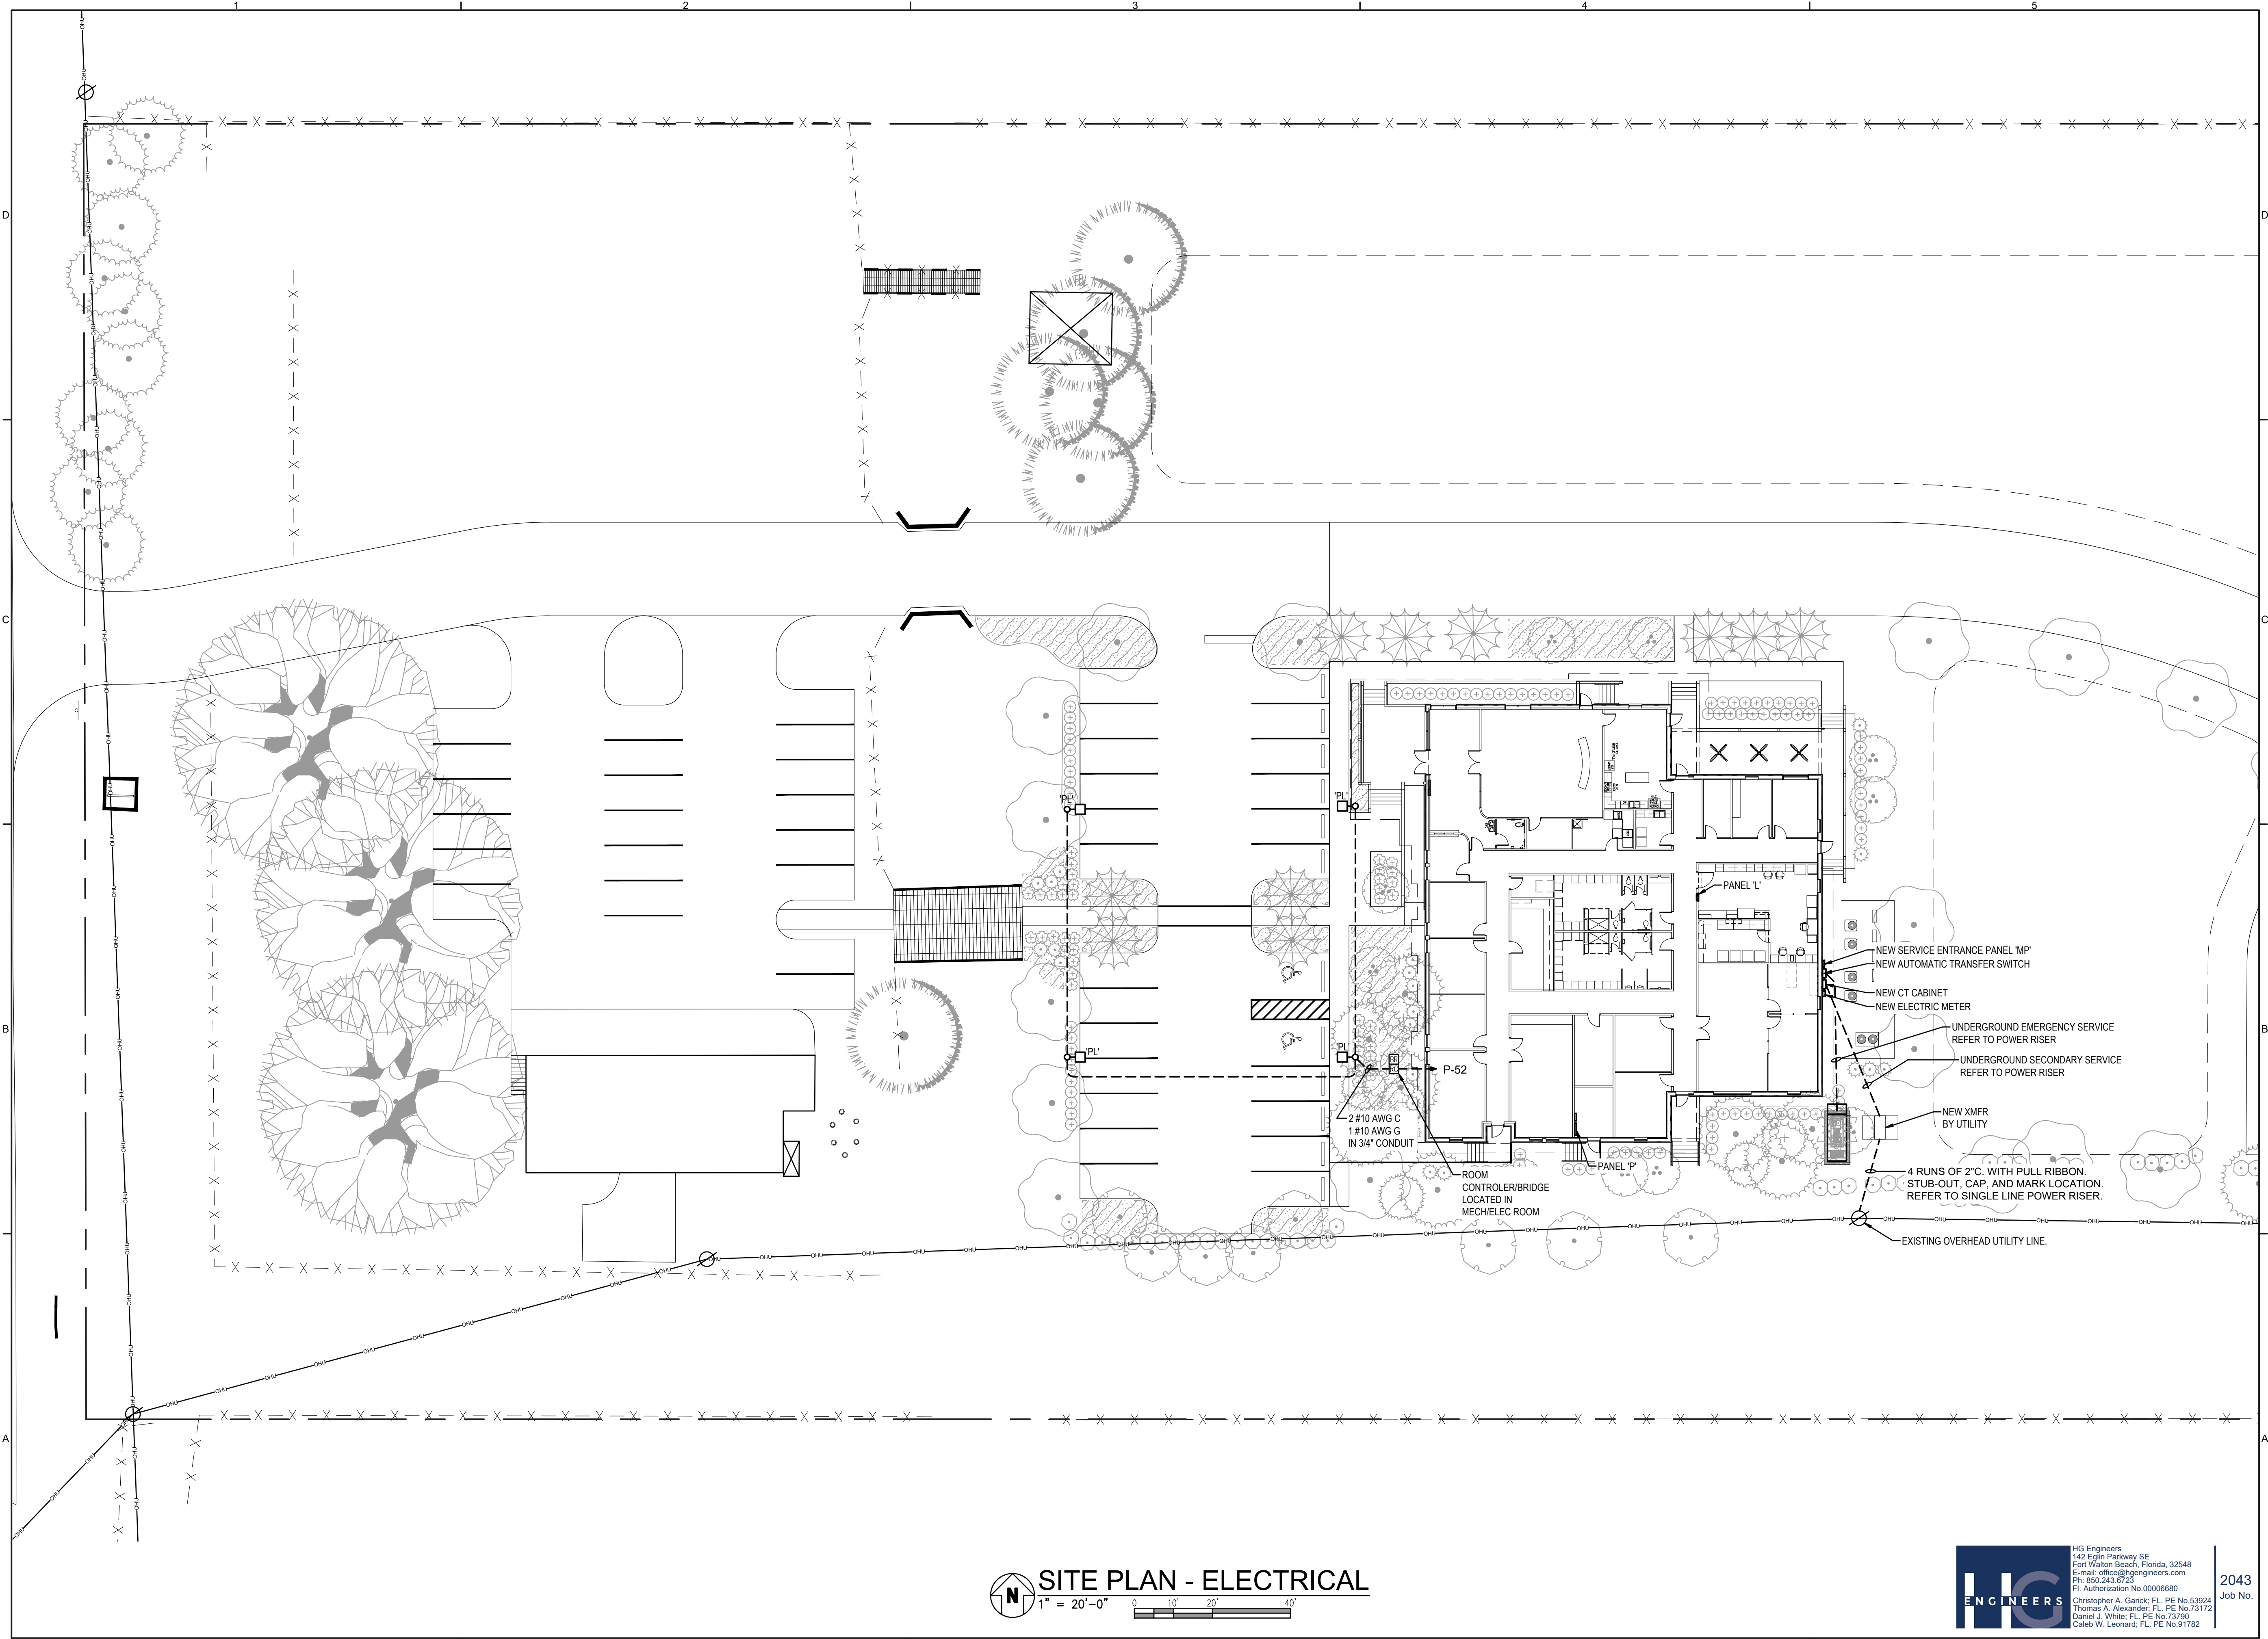 1
2
3
4
5
D
D
C
C
B
B
A
A
'PL'
'PL'
'PL'
'PL'
PANEL 'L'
NEW SERVICE ENTRANCE PANEL 'MP'
NEW AUTOMATIC TRANSFER SWITCH
NEW CT CABINET
NEW ELECTRIC METER
UNDERGROUND EMERGENCY SERVICE
REFER TO POWER RISER
UNDERGROUND SECONDARY SERVICE
REFER TO POWER RISER
BR
RC
P-52
2 #10 AWG C
1 #10 AWG G
IN 3/4" CONDUIT
NEW XMFR
BY UTILITY
PANEL 'P'
ROOM
CONTROLER/BRIDGE
LOCATED IN
MECH/ELEC ROOM
4 RUNS OF 2"C. WITH PULL RIBBON.
STUB-OUT, CAP, AND MARK LOCATION.
REFER TO SINGLE LINE POWER RISER.
EXISTING OVERHEAD UTILITY LINE.
OHU
N
SITE PLAN - ELECTRICAL
1" = 20'-0"
0 10' 20' 40'
HG
ENGINEERS
HG Engineers
142 Eglin Parkway SE
Fort Walton Beach, Florida, 32548
E-mail: office@hgengineers.com
Ph: 850.243.6723
Fl. Authorization No.00006680
Christopher A. Garick; FL. PE No.53924
Thomas A. Alexander; FL. PE No.73172
Daniel J. White; FL. PE No.73790
Caleb W. Leonard; FL. PE No.91782
2043
Job No.